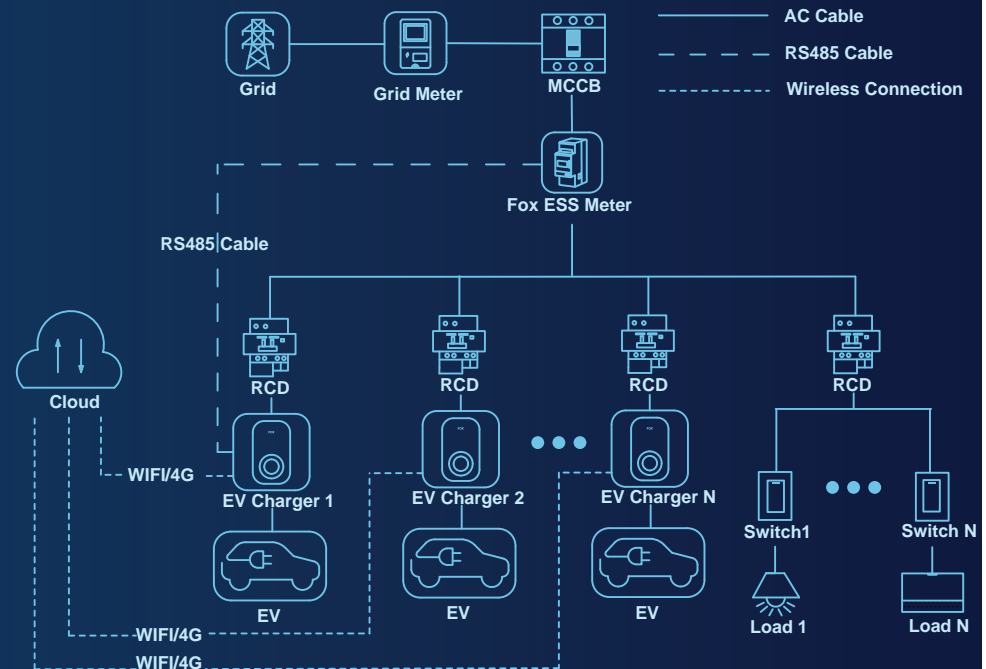 AC Cable
RS485 Cable
Wireless Connection
Grid
Grid Meter
MCCB
Fox ESS Meter
RS485 Cable
RCD
RCD
RCD
RCD
Cloud
WIFI/4G
EV Charger 1
EV Charger 2
EV Charger N
Switch1
Switch N
EV
EV
EV
Load 1
Load N
WIFI/4G
WIFI/4G